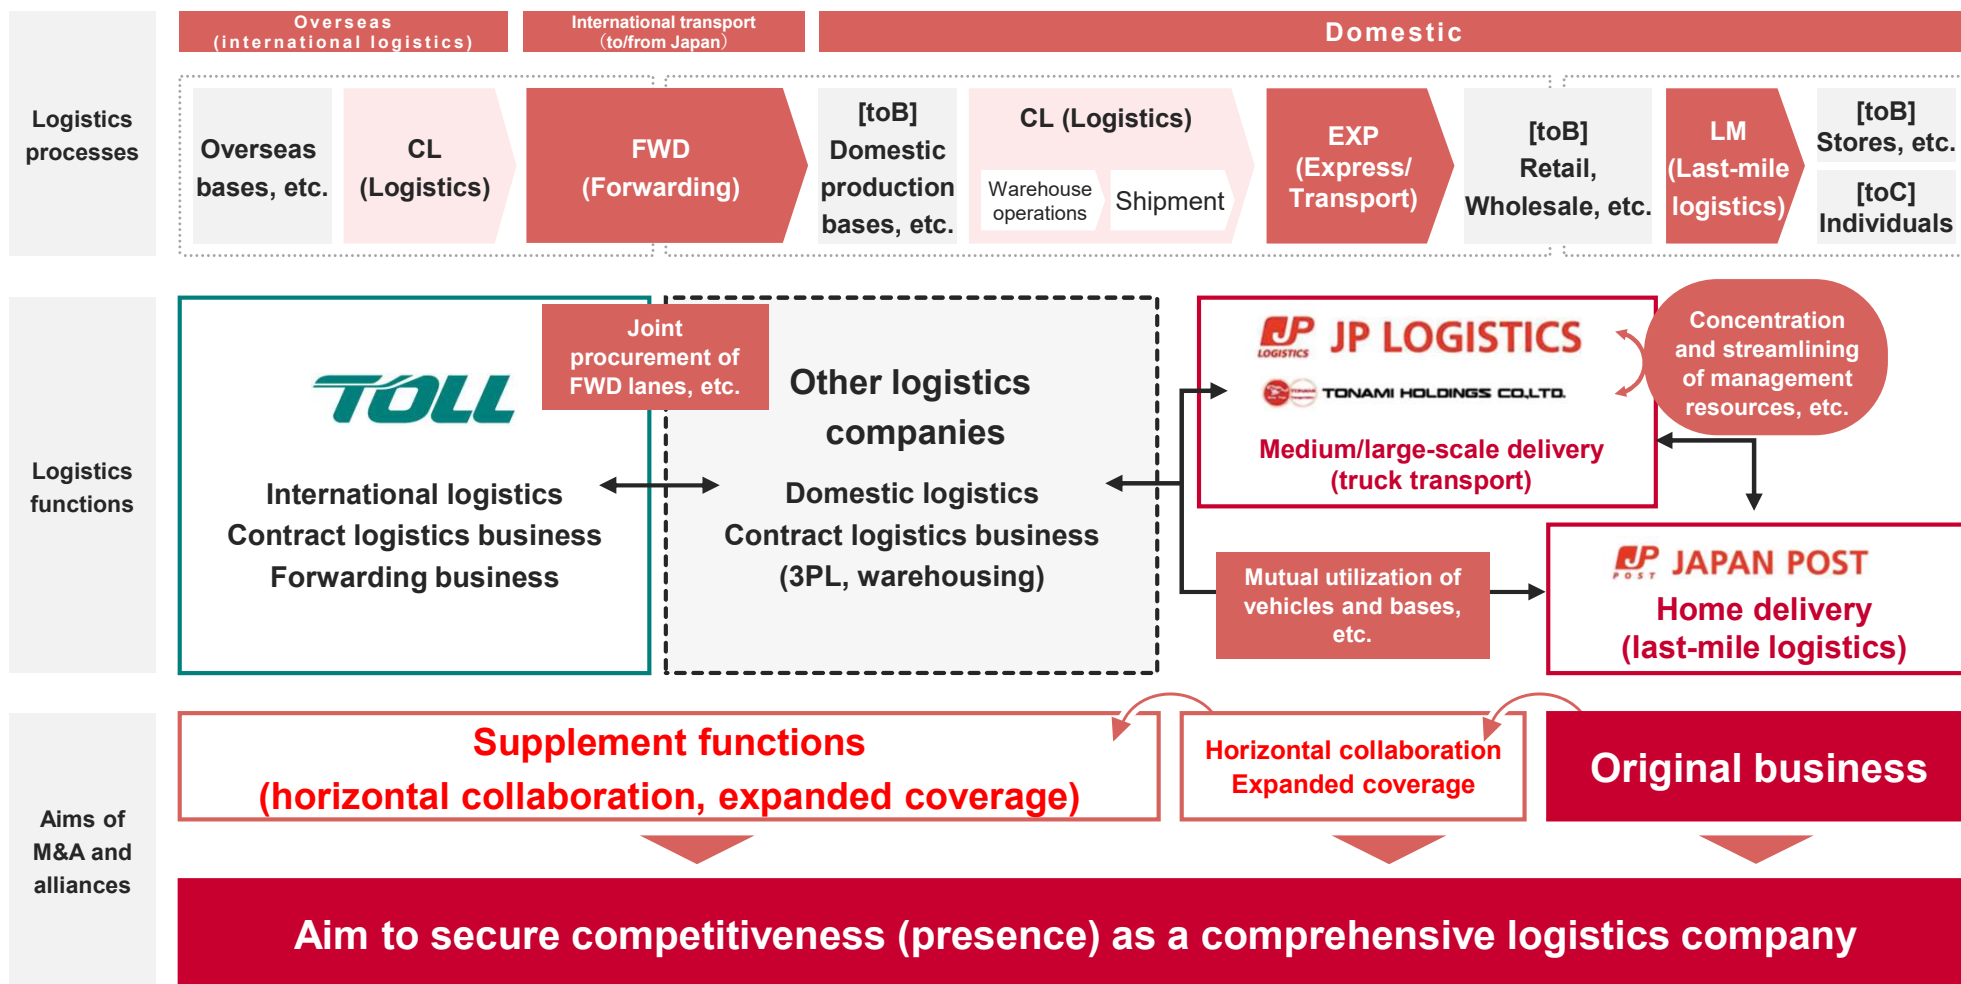 Overseas
(international logistics)
International transport
(to/from Japan)
Domestic
Logistics
processes
Overseas
bases, etc.
CL
(Logistics)
FWD
(Forwarding)
[toB]
Domestic
production
bases, etc.
CL (Logistics)
Warehouse
operations
Shipment
EXP
(Express/
Transport)
[toB]
Retail,
Wholesale, etc.
LM
(Last-mile
logistics)
[toB]
Stores, etc.
[toC]
Individuals
Logistics
functions
TOLL
International logistics
Contract logistics business
Forwarding business
Joint
procurement of
FWD lanes, etc.
Other logistics
companies
Domestic logistics
Contract logistics business
(3PL, warehousing)
JP
LOGISTICS
JP LOGISTICS
TONAMI HOLDINGS CO.,LTD.
Medium/large-scale delivery
(truck transport)
Concentration
and streamlining
of management
resources, etc.
Mutual utilization of
vehicles and bases,
etc.
JP
POST
JAPAN POST
Home delivery
(last-mile logistics)
Aims of
M&A and
alliances
Supplement functions
(horizontal collaboration, expanded coverage)
Horizontal collaboration
Expanded coverage
Original business
Aim to secure competitiveness (presence) as a comprehensive logistics company